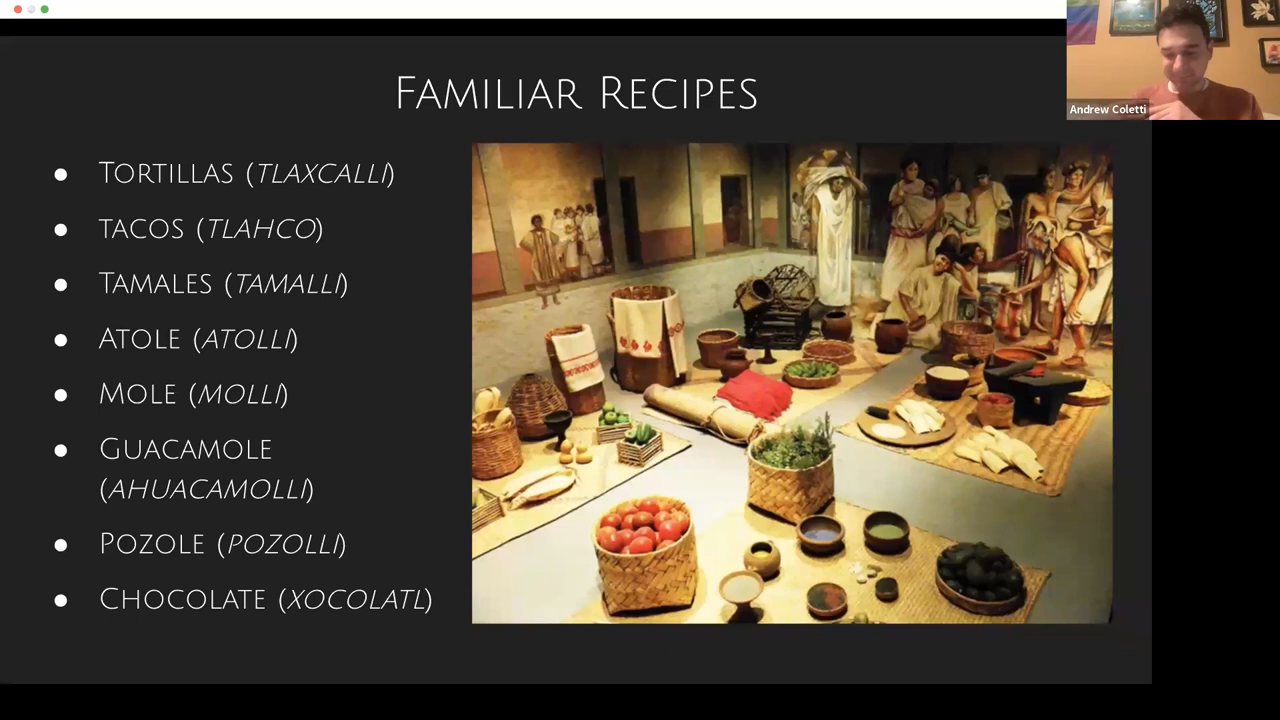 Andrew Coletti
Familiar Recipes
● Tortillas (tlaxcalli)
● tacos (tlahco)
● Tamales (tamalli)
● Atole (atolli)
● Mole (molli)
● Guacamole
(ahuacamolli)
● Pozole (pozolli)
● Chocolate (xocolatl)